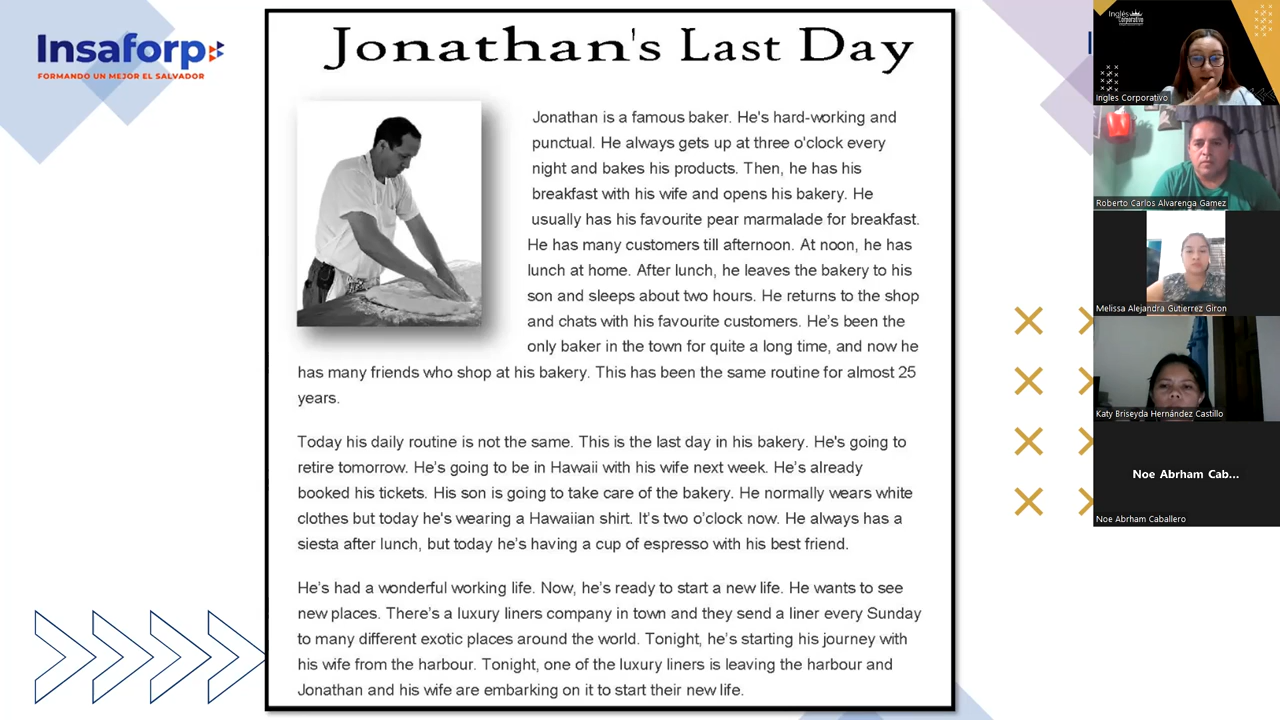 Insaforp
FORMANDO UN MEJOR EL SALVADOR
Jonathan's Last Day
Jonathan is a famous baker. He's hard-working and
punctual. He always gets up at three o'clock every
night and bakes his products. Then, he has his
breakfast with his wife and opens his bakery. He
usually has his favourite pear marmalade for breakfast.
He has many customers till afternoon. At noon, he has
lunch at home. After lunch, he leaves the bakery to his
son and sleeps about two hours. He returns to the shop
and chats with his favourite customers. He's been the
only baker in the town for quite a long time, and now he
has many friends who shop at his bakery. This has been the same routine for almost 25
years.
Today his daily routine is not the same. This is the last day in his bakery. He's going to
retire tomorrow. He's going to be in Hawaii with his wife next week. He's already
booked his tickets. His son is going to take care of the bakery. He normally wears white
clothes but today he's wearing a Hawaiian shirt. It's two o'clock now. He always has a
siesta after lunch, but today he's having a cup of espresso with his best friend.
He's had a wonderful working life. Now, he's ready to start a new life. He wants to see
new places. There's a luxury liners company in town and they send a liner every Sunday
to many different exotic places around the world. Tonight, he's starting his journey with
his wife from the harbour. Tonight, one of the luxury liners is leaving the harbour and
Jonathan and his wife are embarking on it to start their new life.
Inglés
Corporativo
Ingles Corporativo
Roberto Carlos Alvarenga Gamez
Melissa Alejandra Gutierrez Giron
Katy Briseyda Hernández Castillo
Noe Abrham Cab...
Noe Abrham Caballero